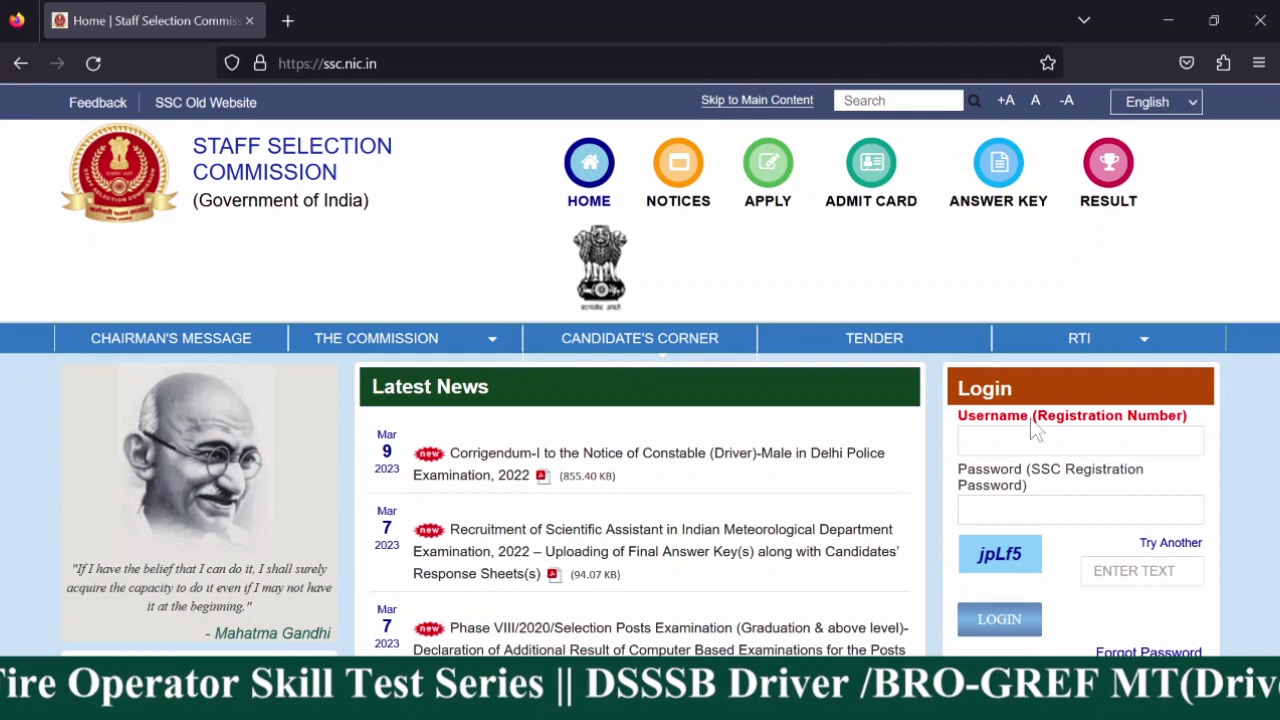 Home | Staff Selection Commis
https://ssc.nic.in
Feedback
SSC Old Website
Skip to Main Content
Search
+A
A
-A
English
STAFF SELECTION
COMMISSION
(Government of India)
HOME
NOTICES
APPLY
ADMIT CARD
ANSWER KEY
RESULT
CHAIRMAN'S MESSAGE
THE COMMISSION
CANDIDATE'S CORNER
TENDER
RTI
"If I have the belief that I can do it, I shall surely
acquire the capacity to do it even if I may not have
it at the beginning."
- Mahatma Gandhi
Latest News
Mar
9
2023
new Corrigendum-I to the Notice of Constable (Driver)-Male in Delhi Police
Examination, 2022 (855.40 KB)
Mar
7
2023
new Recruitment of Scientific Assistant in Indian Meteorological Department
Examination, 2022 – Uploading of Final Answer Key(s) along with Candidates'
Response Sheets(s) (94.07 KB)
Mar
7
2023
new Phase VIII/2020/Selection Posts Examination (Graduation & above level)-
Declaration of Additional Result of Computer Based Examinations for the Posts
Login
Username (Registration Number)
Password (SSC Registration
Password)
jpLf5
Try Another
ENTER TEXT
LOGIN
Forgot Password
Fire Operator Skill Test Series || DSSSB Driver /BRO-GREF MT(Drive